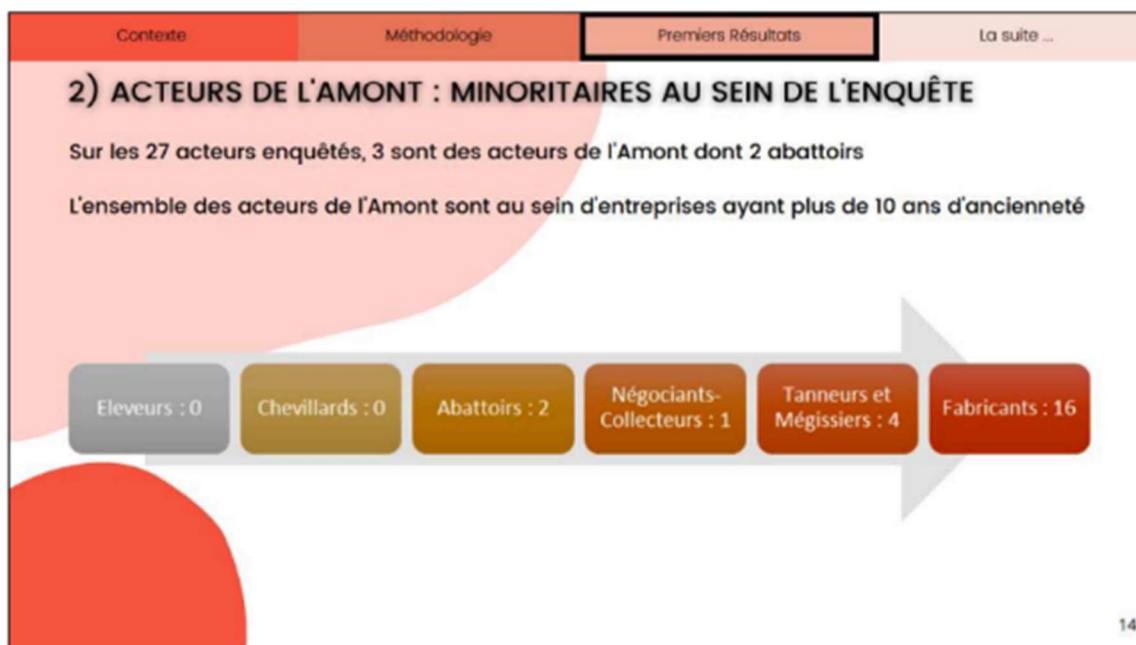 Contexte
Méthodologie
Premiers Résultats
La suite ...
2) ACTEURS DE L'AMONT : MINORITAIRES AU SEIN DE L'ENQUÊTE
Sur les 27 acteurs enquêtés, 3 sont des acteurs de l'Amont dont 2 abattoirs
L'ensemble des acteurs de l'Amont sont au sein d'entreprises ayant plus de 10 ans d'ancienneté
Eleveurs : 0
Chevillards : 0
Abattoirs : 2
Négociants-
Collecteurs : 1
Tanneurs et
Mégissiers : 4
Fabricants : 16
14